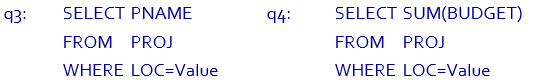 q3: SELECT PNAME q4: SELECT SUM(BUDGET)
FROM PROJ FROM PROJ
WHERE LOC=Value WHERE LOC=Value